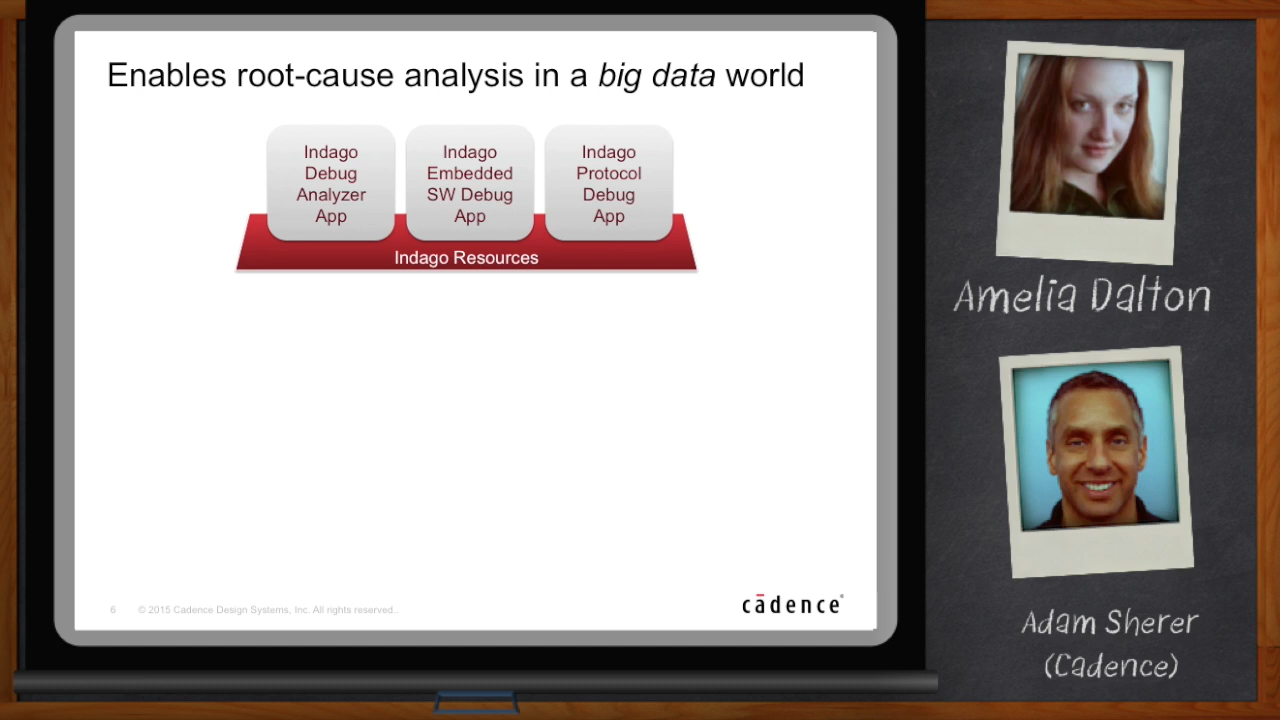 Enables root-cause analysis in a big data world
Indago
Debug
Analyzer
App
Indago
Embedded
SW Debug
App
Indago
Protocol
Debug
App
Indago Resources
6 © 2015 Cadence Design Systems, Inc. All rights reserved..
cādence®
Amelia Dalton
Adam Sherer
(Cadence)